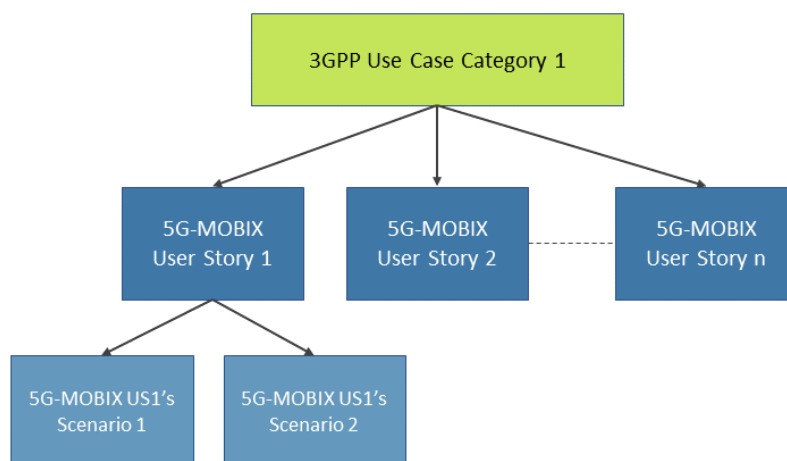 3GPP Use Case Category 1
5G-MOBIX
User Story 1
5G-MOBIX
User Story 2
5G-MOBIX
User Story n
5G-MOBIX US1's
Scenario 1
5G-MOBIX US1's
Scenario 2